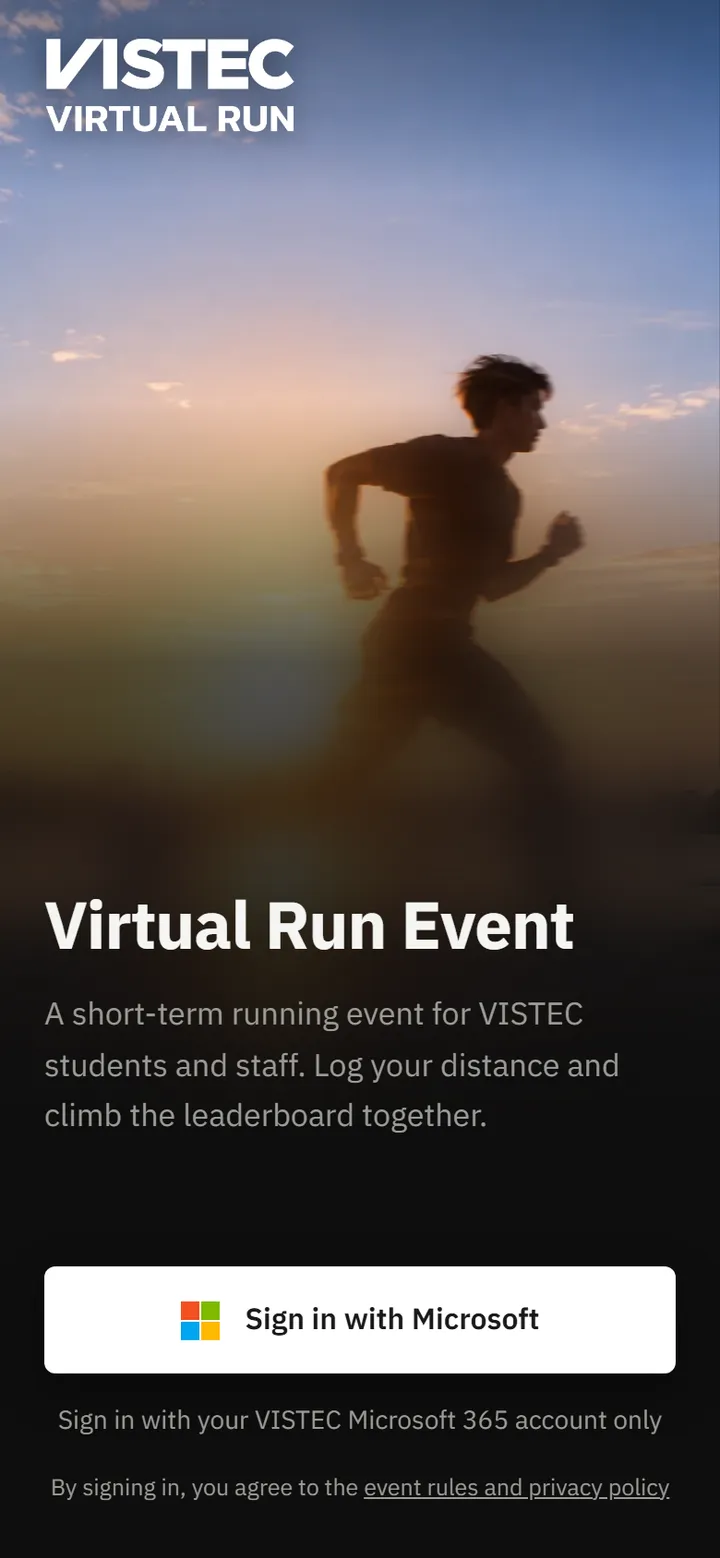 VISTEC
VIRTUAL RUN
Virtual Run Event
A short-term running event for VISTEC
students and staff. Log your distance and
climb the leaderboard together.
Sign in with Microsoft
Sign in with your VISTEC Microsoft 365 account only
By signing in, you agree to the event rules and privacy policy